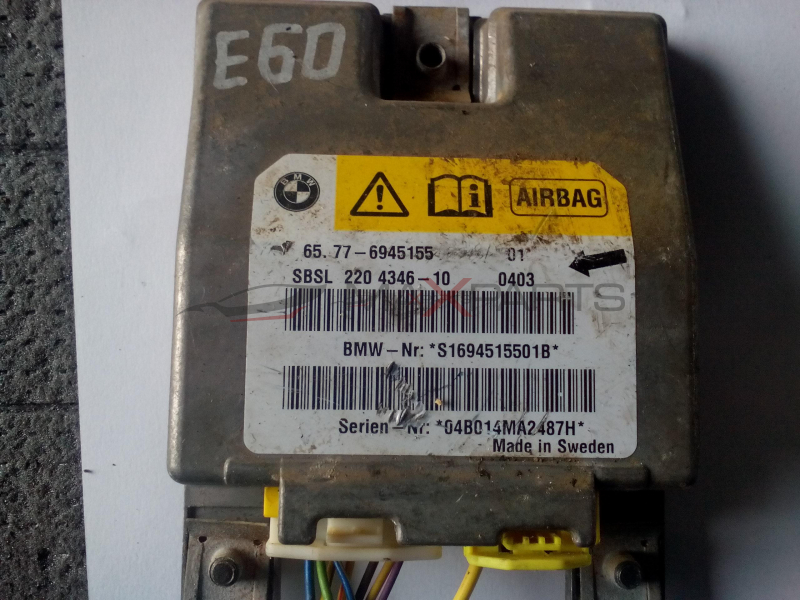 E60
BMW
AIRBAG
65.77-6945155 01
SBSL 220 4346-10 0403
BMW-Nr: *S1694515501B*
Serien-Nr: *04B014MA2487H*
Made in Sweden